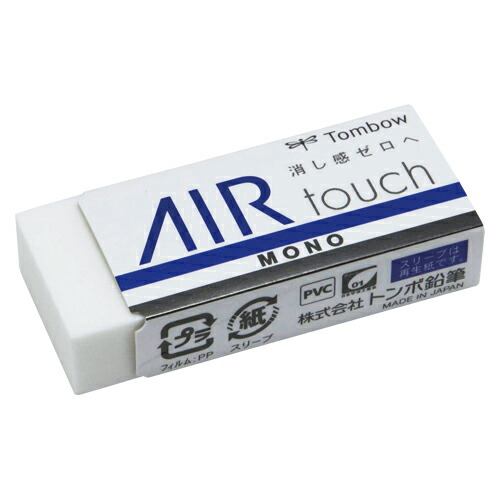 Tombow
消し感ゼロへ
AIR touch
MONO
スリーブは
再生紙です。
PVC
01
株式会社トンボ鉛筆
MADE IN JAPAN
プラ
フィルム:PP
紙
スリーブ